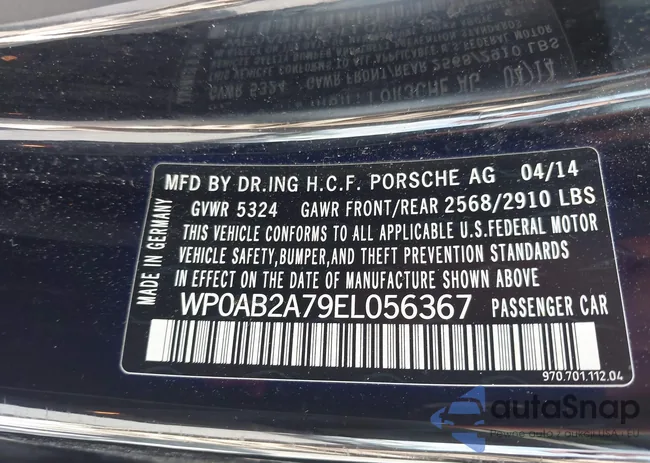 MFD BY DR.ING H.C.F. PORSCHE AG 04/14
GVWR 5324 GAWR FRONT/REAR 2568/2910 LBS
THIS VEHICLE CONFORMS TO ALL APPLICABLE U.S.FEDERAL MOTOR
VEHICLE SAFETY,BUMPER,AND THEFT PREVENTION STANDARDS
IN EFFECT ON THE DATE OF MANUFACTURE SHOWN ABOVE
WP0AB2A79EL056367 PASSENGER CAR
MADE IN GERMANY
970.701.112.04
autoSnap